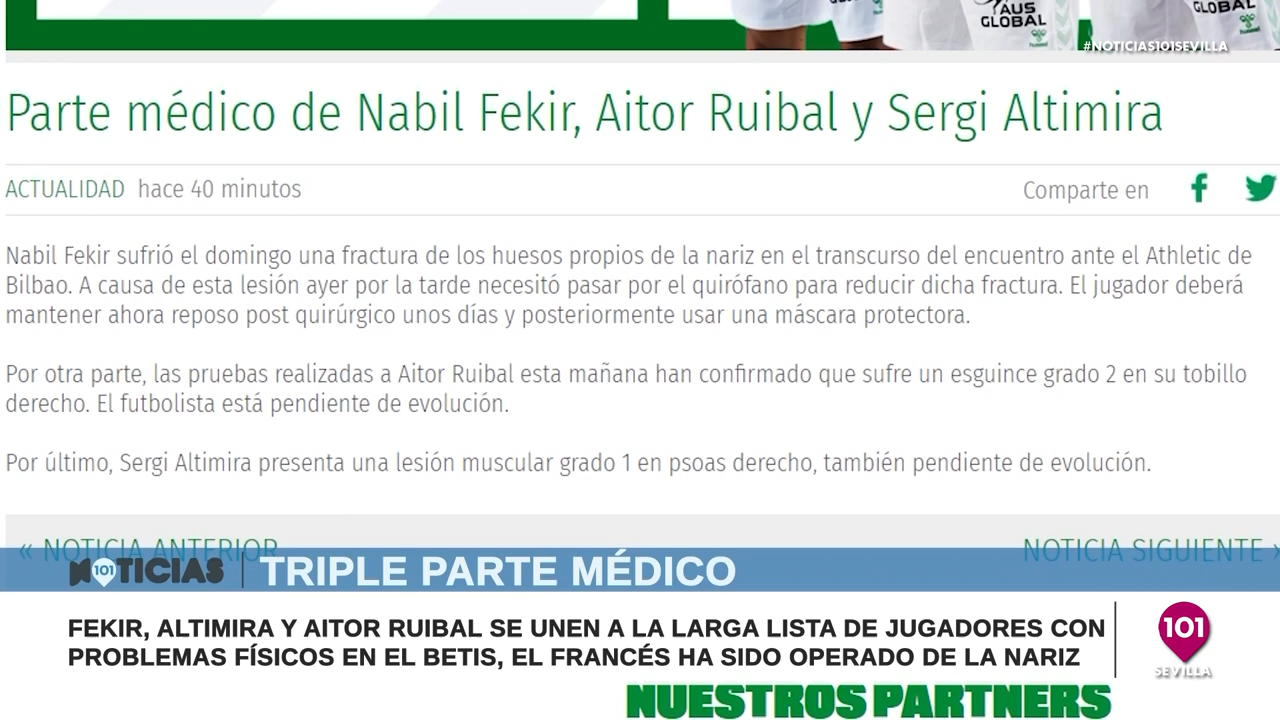 AUS
GLOBAL
hummel
GLOBAL
#NOTICIAS101SEVILLA
Parte médico de Nabil Fekir, Aitor Ruibal y Sergi Altimira
ACTUALIDAD hace 40 minutos
Comparte en
Nabil Fekir sufrió el domingo una fractura de los huesos propios de la nariz en el transcurso del encuentro ante el Athletic de
Bilbao. A causa de esta lesión ayer por la tarde necesitó pasar por el quirófano para reducir dicha fractura. El jugador deberá
mantener ahora reposo post quirúrgico unos días y posteriormente usar una máscara protectora.
Por otra parte, las pruebas realizadas a Aitor Ruibal esta mañana han confirmado que sufre un esguince grado 2 en su tobillo
derecho. El futbolista está pendiente de evolución.
Por último, Sergi Altimira presenta una lesión muscular grado 1 en psoas derecho, también pendiente de evolución.
« NOTICIA ANTERIOR
NOTICIA SIGUIENTE »
NOTICIAS 101
TRIPLE PARTE MÉDICO
FEKIR, ALTIMIRA Y AITOR RUIBAL SE UNEN A LA LARGA LISTA DE JUGADORES CON
PROBLEMAS FÍSICOS EN EL BETIS, EL FRANCÉS HA SIDO OPERADO DE LA NARIZ
101
SEVILLA
NUESTROS PARTNERS